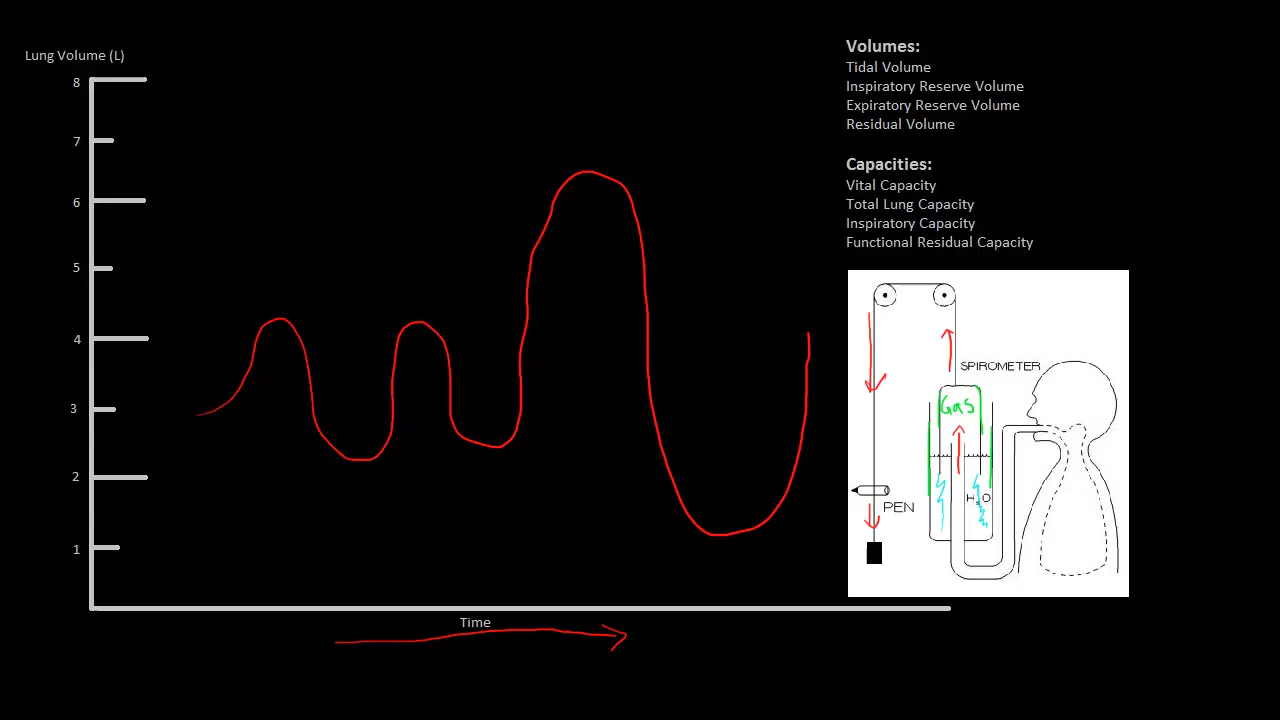 Lung Volume (L)
8
7
6
5
4
3
2
1
Time
Volumes:
Tidal Volume
Inspiratory Reserve Volume
Expiratory Reserve Volume
Residual Volume
Capacities:
Vital Capacity
Total Lung Capacity
Inspiratory Capacity
Functional Residual Capacity
SPIROMETER
Gas
H₂O
PEN